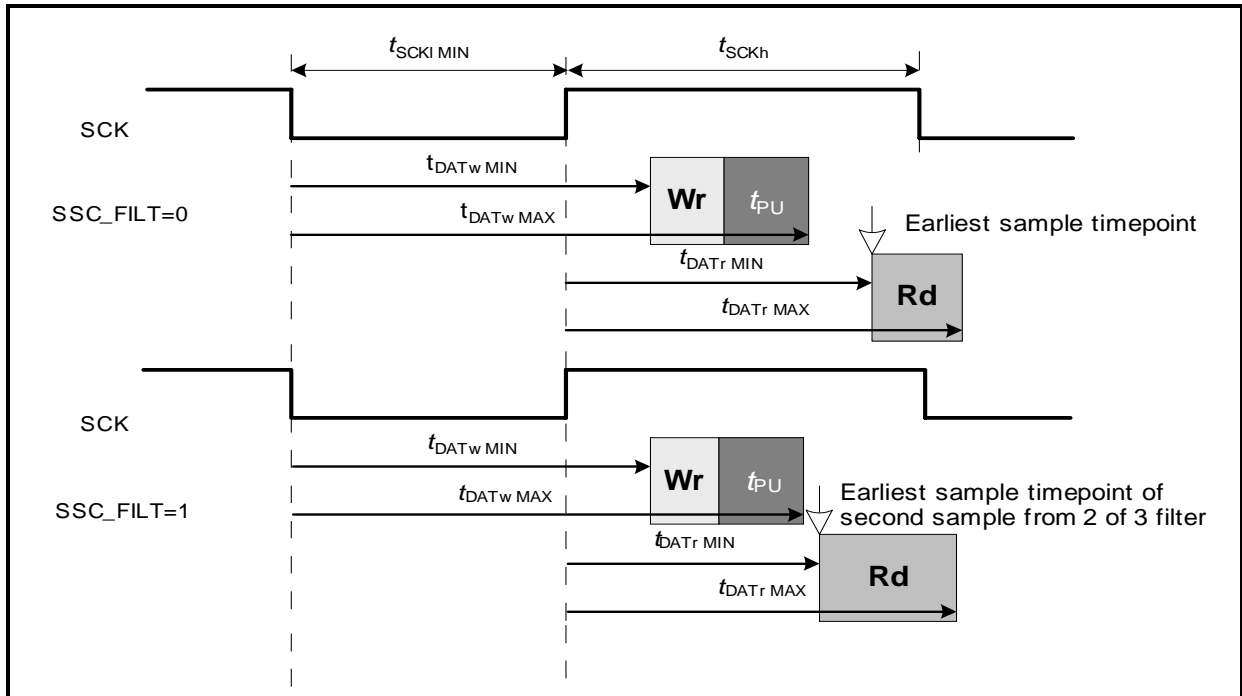 tSCKl MIN
tSCKh
SCK
SSC_FILT=0
tDATw MIN
tDATw MAX
Wr
tPU
Earliest sample timepoint
tDATr MIN
tDATr MAX
Rd
SCK
SSC_FILT=1
tDATw MIN
tDATw MAX
Wr
tPU
Earliest sample timepoint of
second sample from 2 of 3 filter
tDATr MIN
tDATr MAX
Rd